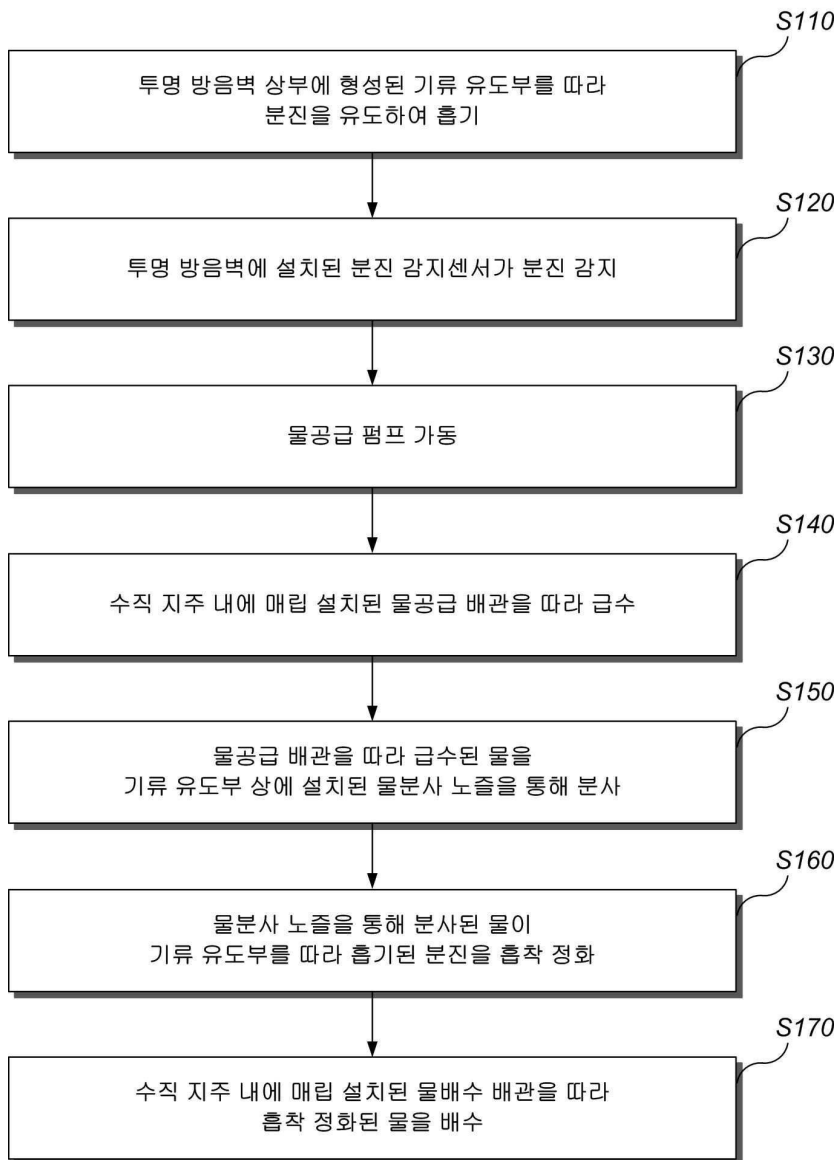 S110
투명 방음벽 상부에 형성된 기류 유도부를 따라
분진을 유도하여 흡기
S120
투명 방음벽에 설치된 분진 감지센서가 분진 감지
S130
물공급 펌프 가동
S140
수직 지주 내에 매립 설치된 물공급 배관을 따라 급수
S150
물공급 배관을 따라 급수된 물을
기류 유도부 상에 설치된 물분사 노즐을 통해 분사
S160
물분사 노즐을 통해 분사된 물이
기류 유도부를 따라 흡기된 분진을 흡착 정화
S170
수직 지주 내에 매립 설치된 물배수 배관을 따라
흡착 정화된 물을 배수